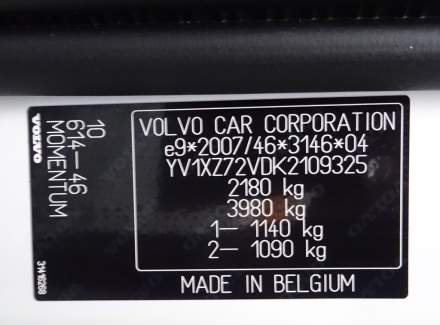 VOLVO CAR CORPORATION
e9*2007/46*3146*04
YV1XZ72VDK2109325
2180 kg
3980 kg
1– 1140 kg
2– 1090 kg
MADE IN BELGIUM
10
614–46
MOMENTUM
VOLVO
31416268